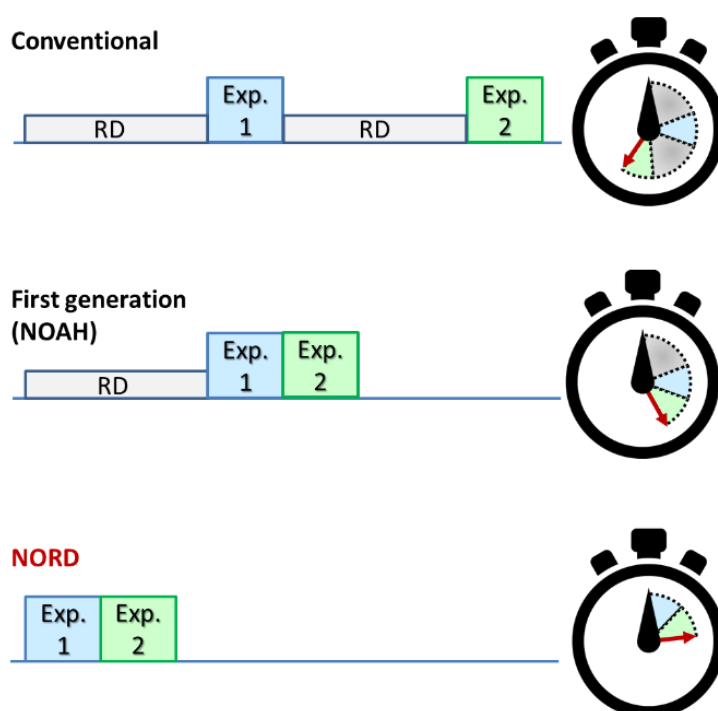 Conventional
RD
Exp.
1
RD
Exp.
2
First generation
(NOAH)
RD
Exp.
1
Exp.
2
NORD
Exp.
1
Exp.
2